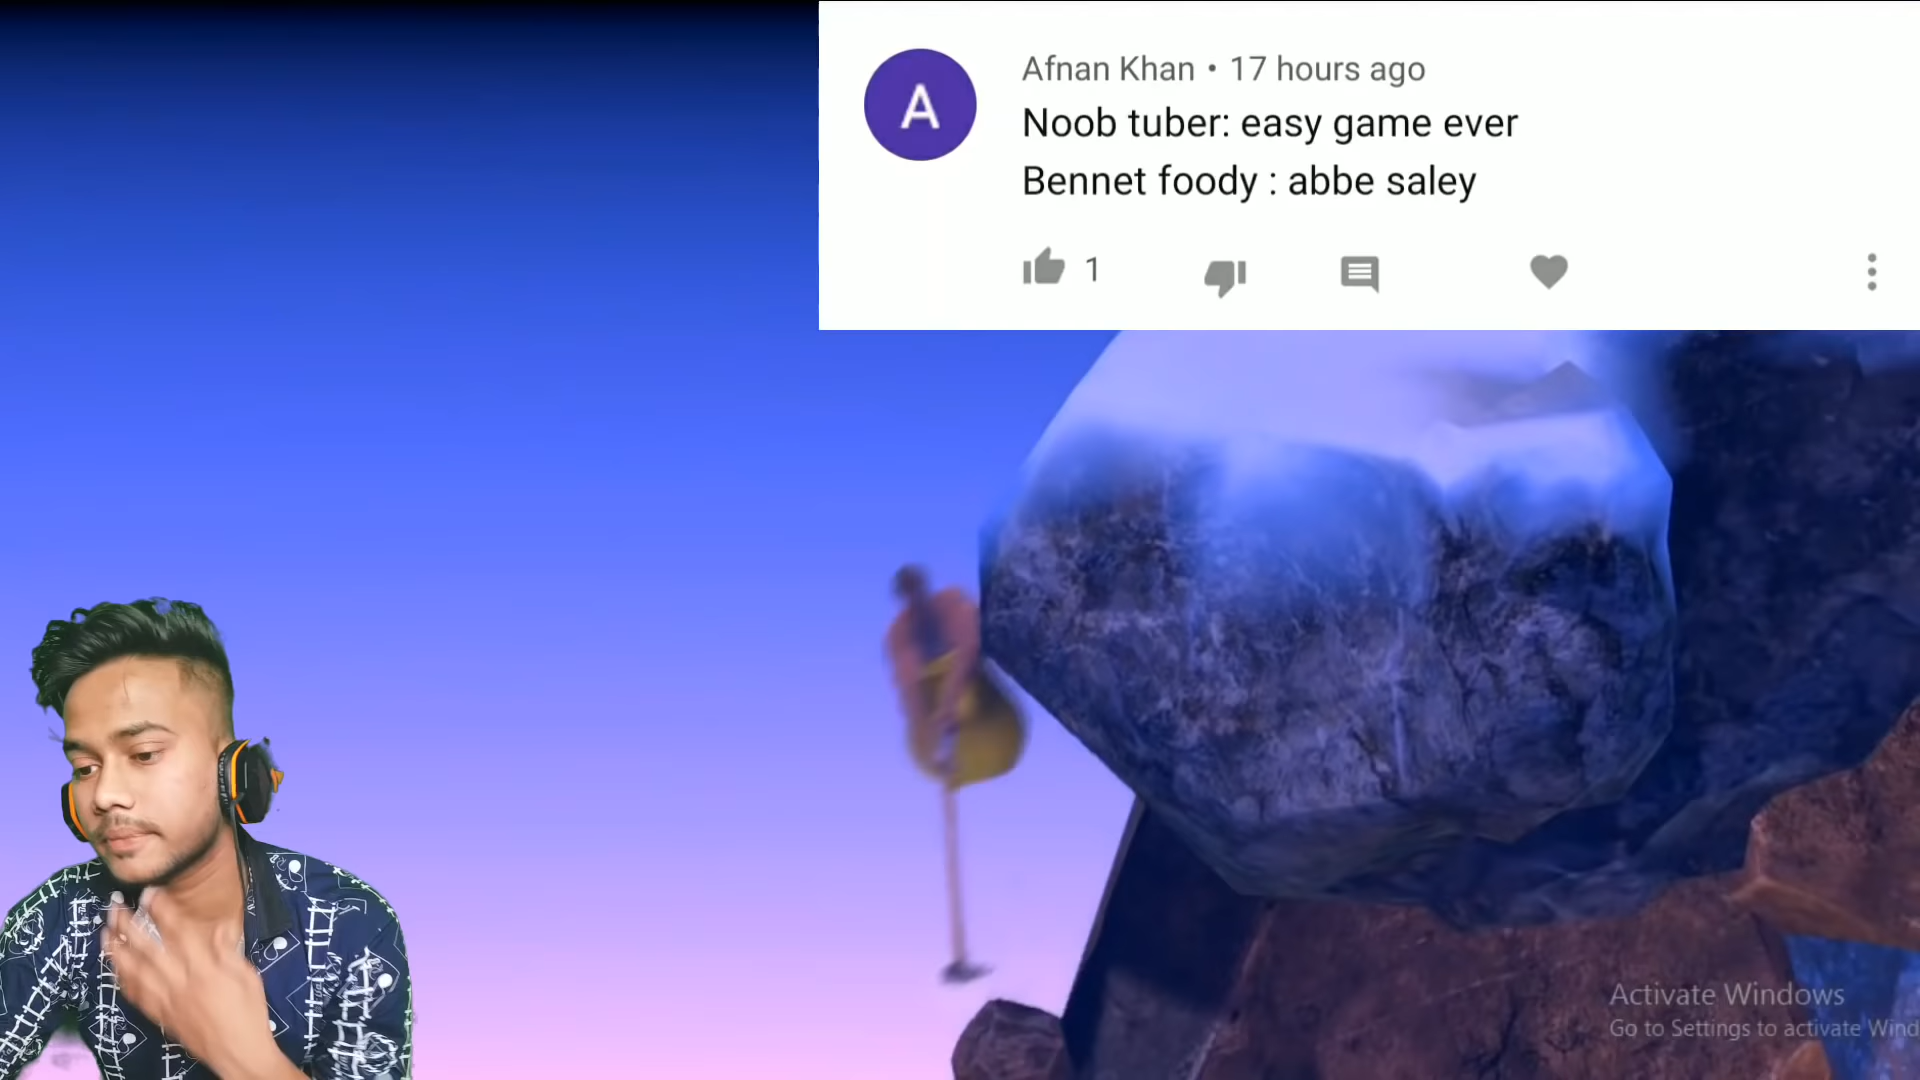 A
Afnan Khan • 17 hours ago
Noob tuber: easy game ever
Bennet foody : abbe saley
1
Activate Windows
Go to Settings to activate Wind